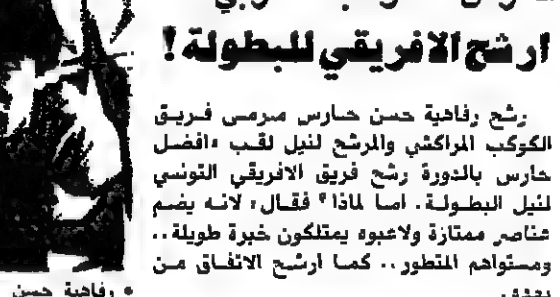 ارشح الافريقي للبطولة!
رشح رفاهية حسن حارس مرمى فريق
الكوكب المراكشي والمرشح لنيل لقب «افضل
حارس بالدورة رشح فريق الافريقي التونسي
لنيل البطولة. اما لماذا؟ فقال، لانه يضم
عناصر ممتازة ولاعبوه يمتلكون خبرة طويلة..
ومستواهم المتطور.. كما ارشح الاتفاق من
• رفاهية حسن